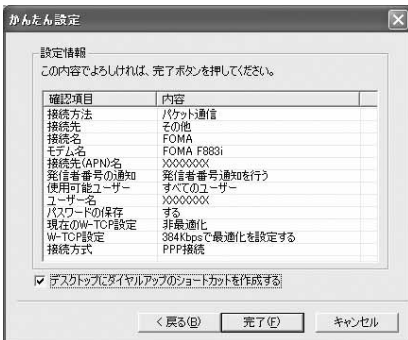 かんたん設定
設定情報
この内容でよろしければ、完了ボタンを押してください。
確認項目 内容
接続方法 パケット通信
接続先 その他
接続名 FOMA
モデム名 FOMA F883i
接続先(APN)名 XXXXXXXX
発信者番号の通知 発信者番号通知を行う
使用可能ユーザー すべてのユーザー
ユーザー名 XXXXXXXX
パスワードの保存 する
現在のW-TCP設定 非最適化
W-TCP設定 384Kbpsで最適化を設定する
接続方式 PPP接続
デスクトップにダイヤルアップのショートカットを作成する
< 戻る(B) 完了(F) キャンセル